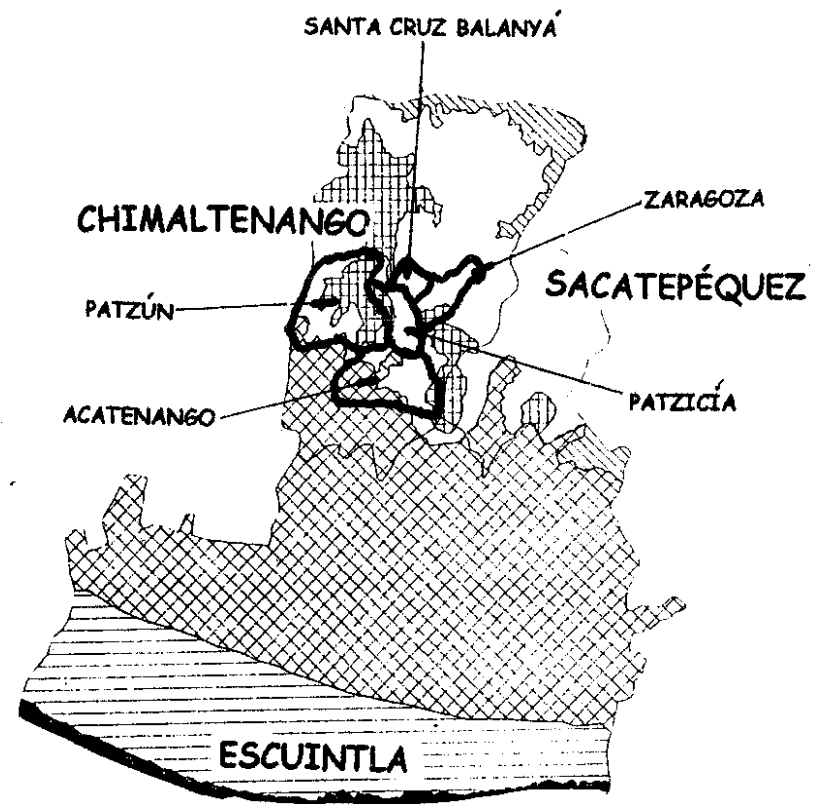 SANTA CRUZ BALANYÁ
ZARAGOZA
CHIMALTENANGO
SACATEPÉQUEZ
PATZÚN
PATZICÍA
ACATENANGO
ESCUINTLA